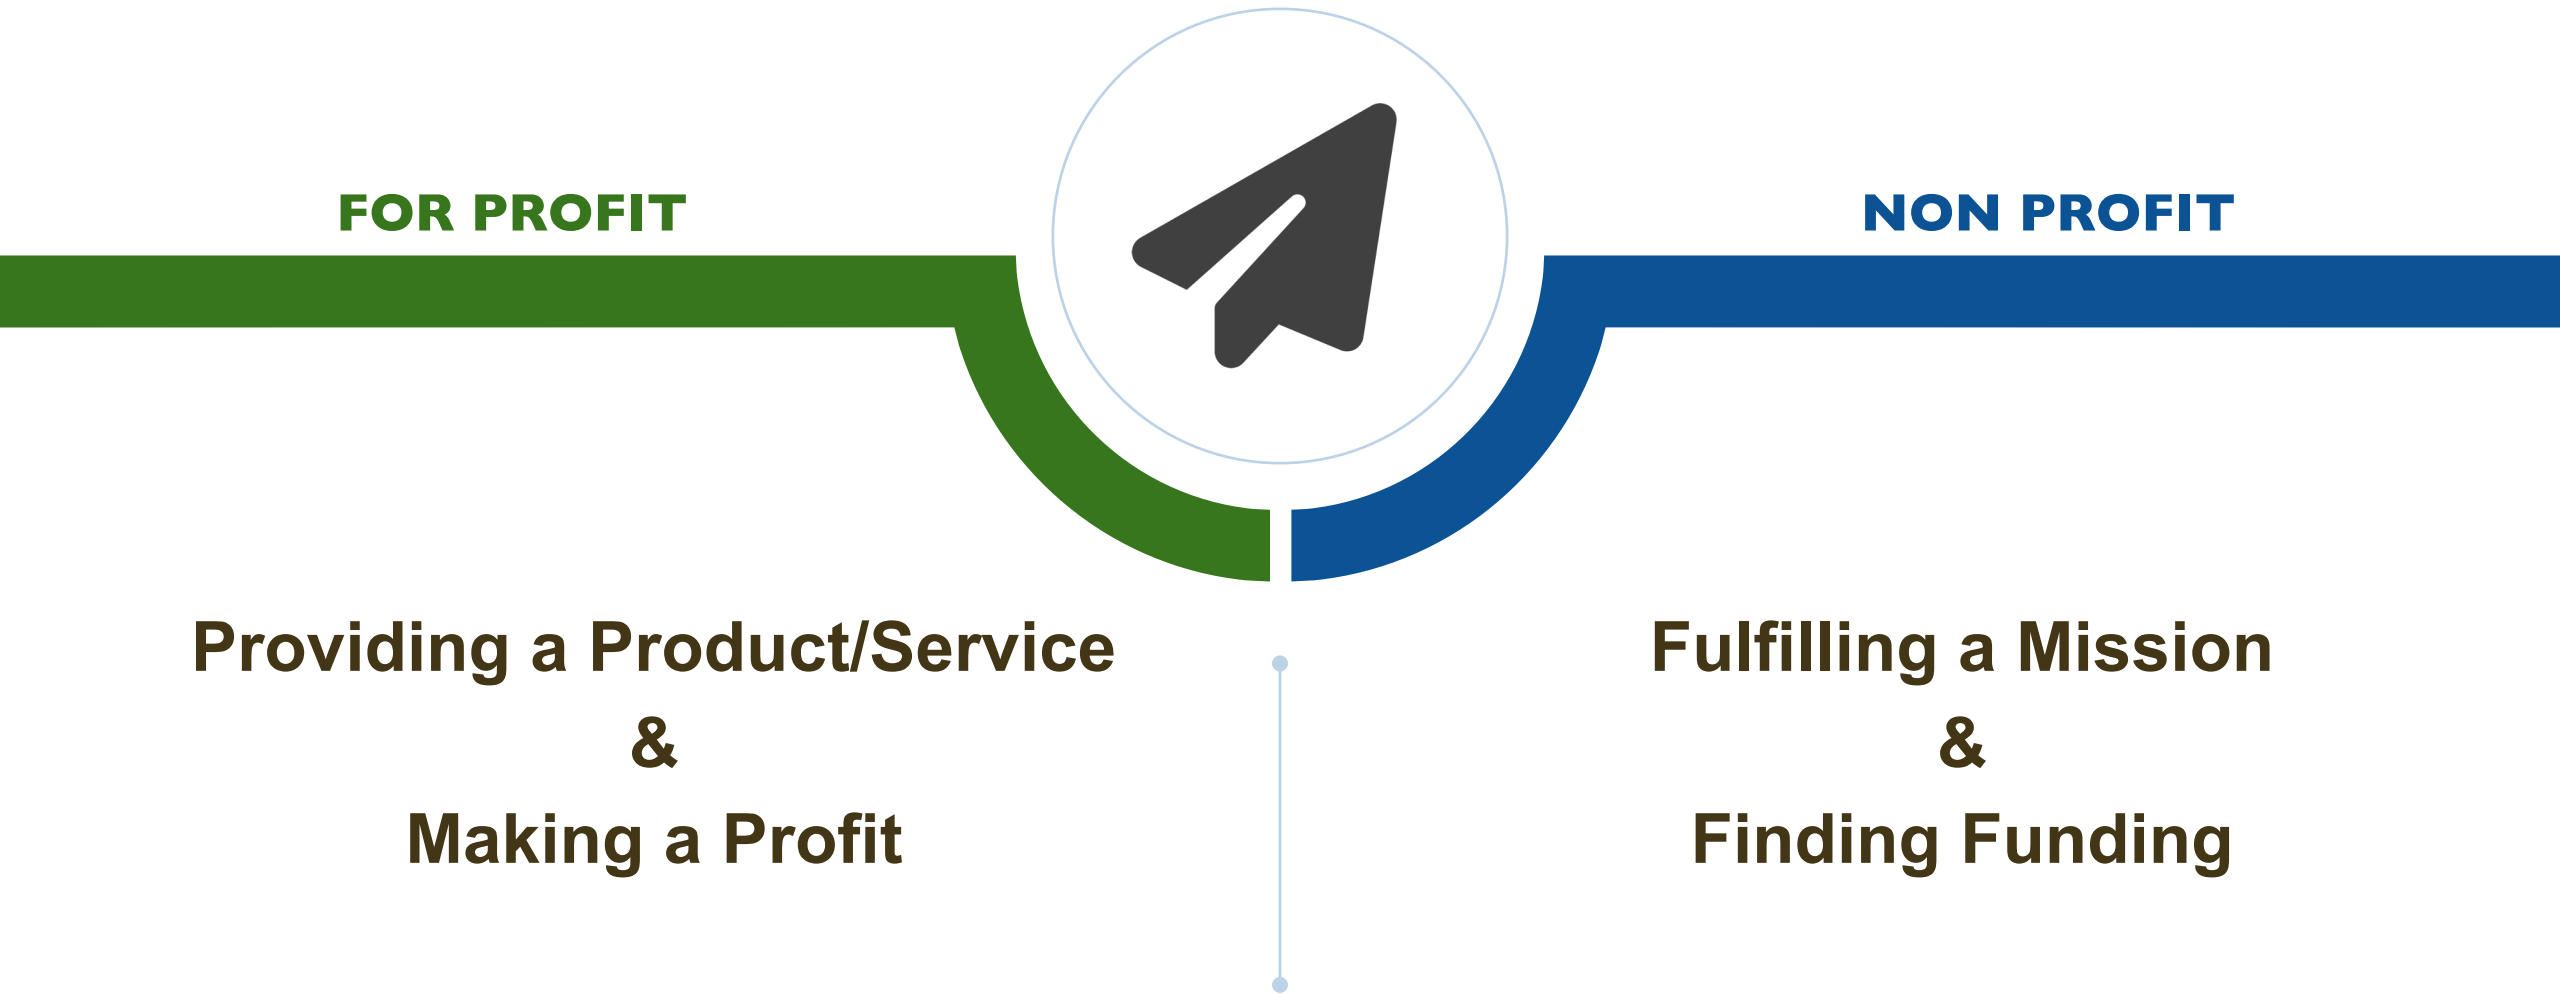 FOR PROFIT
Providing a Product/Service
&
Making a Profit
NON PROFIT
Fulfilling a Mission
&
Finding Funding